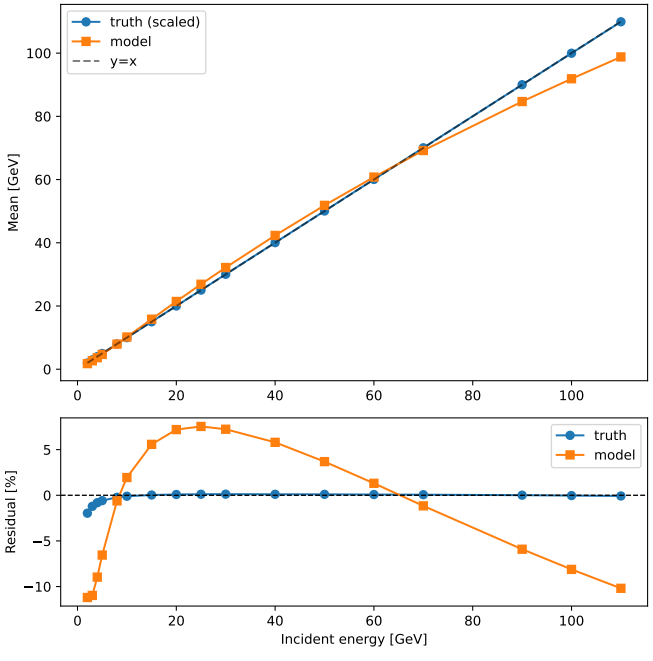 truth (scaled)
model
y=x
Mean [GeV]
100
80
60
40
20
0
0 20 40 60 80 100
truth
model
Residual [%]
5
0
−5
−10
0 20 40 60 80 100
Incident energy [GeV]